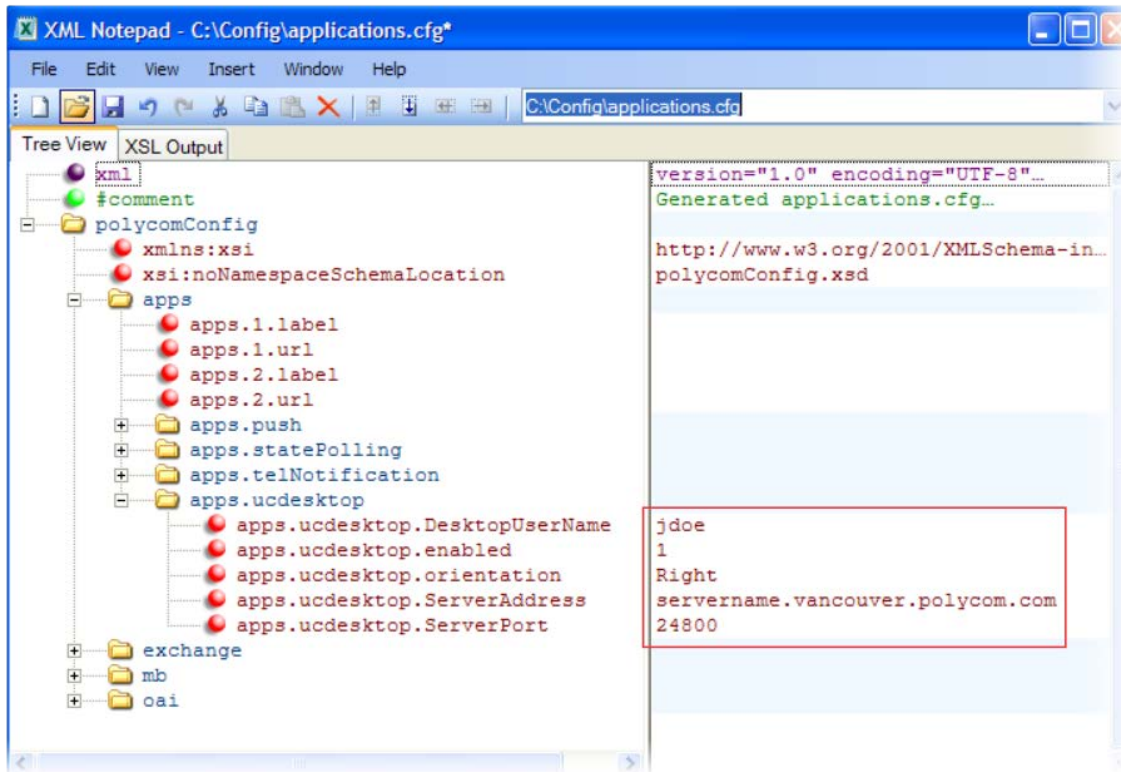 XML Notepad - C:\Config\applications.cfg*
File Edit View Insert Window Help
C:\Config\applications.cfg
Tree View XSL Output
xml version="1.0" encoding="UTF-8"…
#comment Generated applications.cfg…
polycomConfig
xmlns:xsi http://www.w3.org/2001/XMLSchema-in…
xsi:noNamespaceSchemaLocation polycomConfig.xsd
apps
apps.1.label
apps.1.url
apps.2.label
apps.2.url
apps.push
apps.statePolling
apps.telNotification
apps.ucdesktop
apps.ucdesktop.DesktopUserName jdoe
apps.ucdesktop.enabled 1
apps.ucdesktop.orientation Right
apps.ucdesktop.ServerAddress servername.vancouver.polycom.com
apps.ucdesktop.ServerPort 24800
exchange
mb
oai